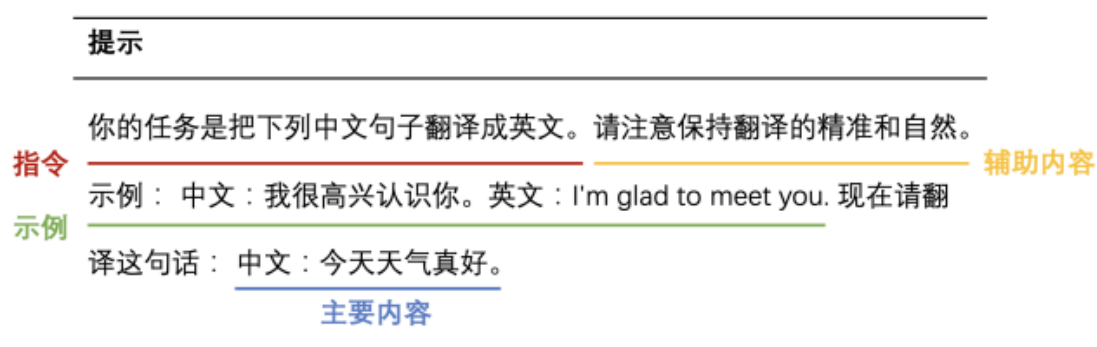 提示
你的任务是把下列中文句子翻译成英文。请注意保持翻译的精准和自然。
指令
辅助内容
示例： 中文：我很高兴认识你。英文：I'm glad to meet you. 现在请翻
示例
译这句话： 中文：今天天气真好。
主要内容